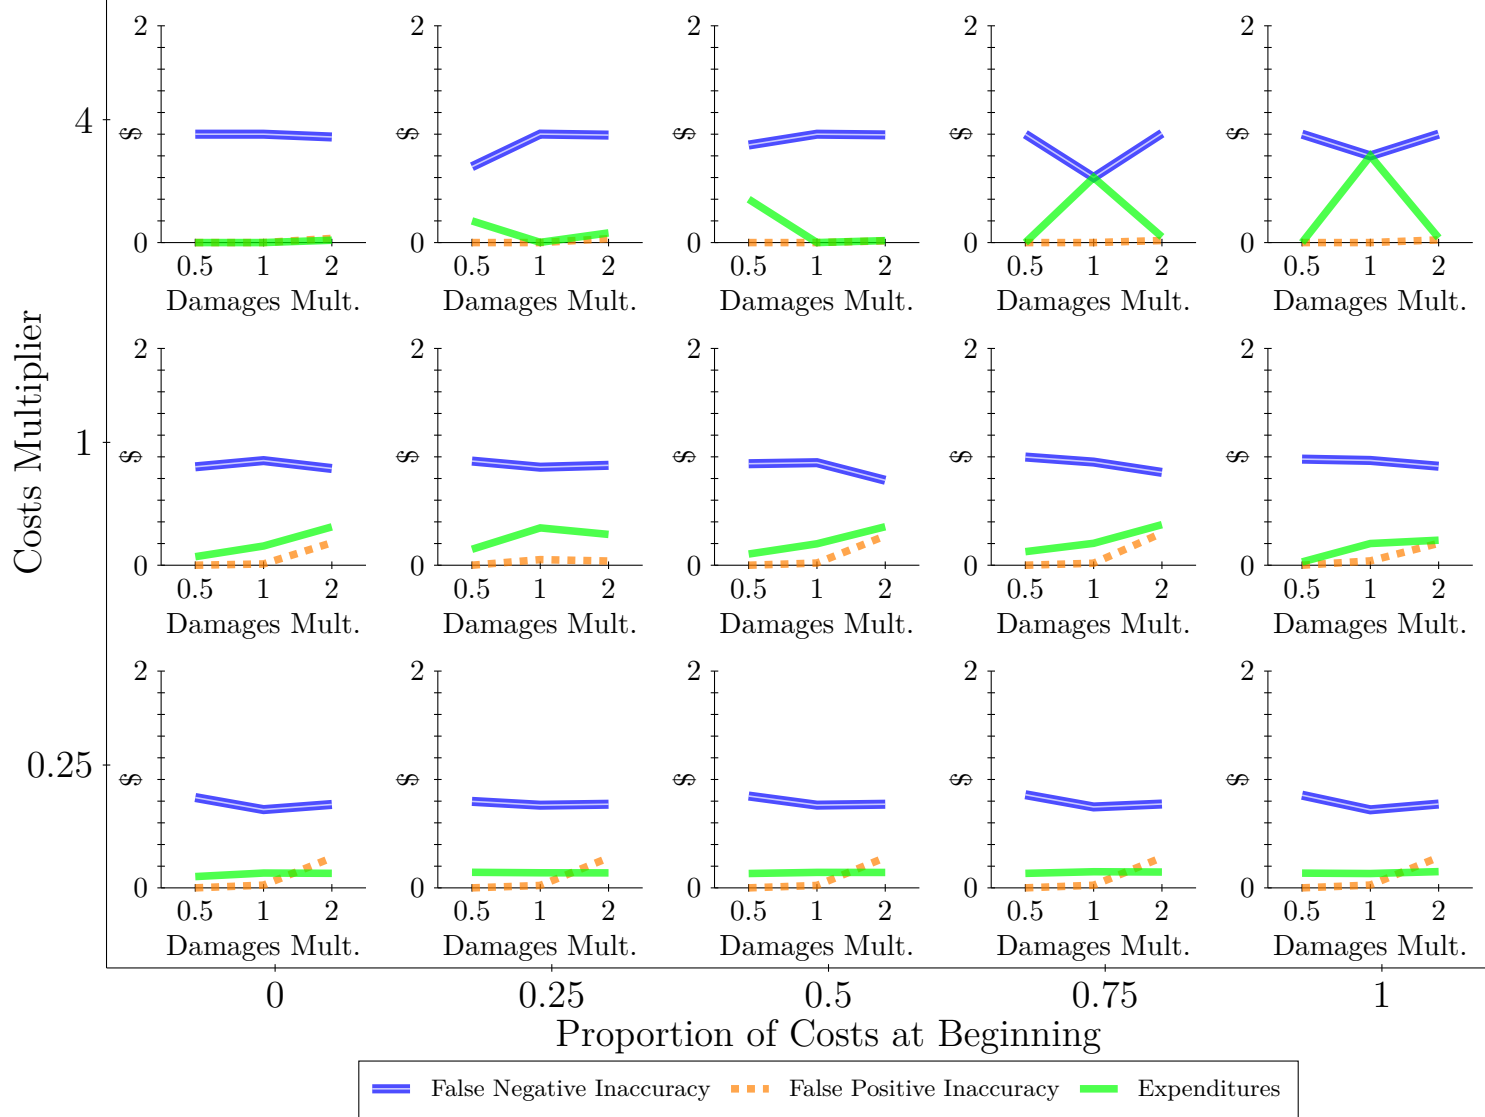 Costs Multiplier
4
2
$
0
0.5 1 2
Damages Mult.
2
$
0
0.5 1 2
Damages Mult.
2
$
0
0.5 1 2
Damages Mult.
2
$
0
0.5 1 2
Damages Mult.
2
$
0
0.5 1 2
Damages Mult.
1
2
$
0
0.5 1 2
Damages Mult.
2
$
0
0.5 1 2
Damages Mult.
2
$
0
0.5 1 2
Damages Mult.
2
$
0
0.5 1 2
Damages Mult.
2
$
0
0.5 1 2
Damages Mult.
0.25
2
$
0
0.5 1 2
Damages Mult.
2
$
0
0.5 1 2
Damages Mult.
2
$
0
0.5 1 2
Damages Mult.
2
$
0
0.5 1 2
Damages Mult.
2
$
0
0.5 1 2
Damages Mult.
0 0.25 0.5 0.75 1
Proportion of Costs at Beginning
False Negative Inaccuracy False Positive Inaccuracy Expenditures